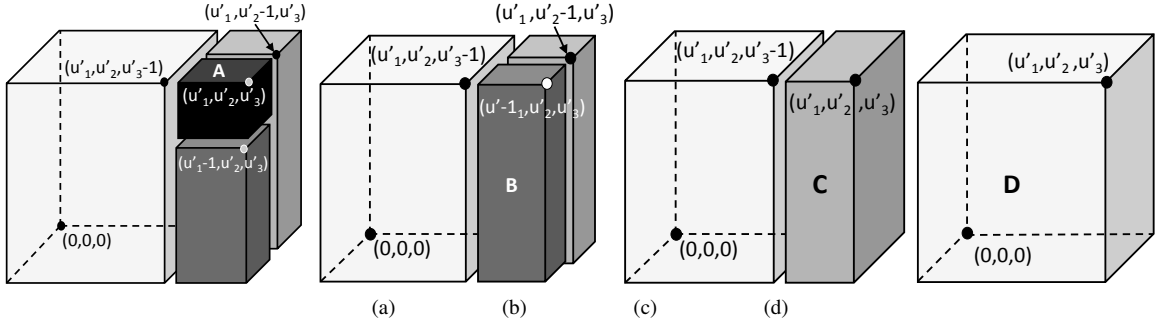 (u'₁,u'₂-1,u'₃)
(u'₁,u'₂,u'₃-1)
A
(u'₁,u'₂,u'₃)
(u'₁-1,u'₂,u'₃)
(0,0,0)
(u'₁,u'₂-1,u'₃)
(u'₁,u'₂,u'₃-1)
(u'-1₁,u'₂,u'₃)
B
(0,0,0)
(u'₁,u'₂,u'₃-1)
(u'₁,u'₂,u'₃)
C
(0,0,0)
(u'₁,u'₂,u'₃)
D
(0,0,0)
(a) (b) (c) (d)